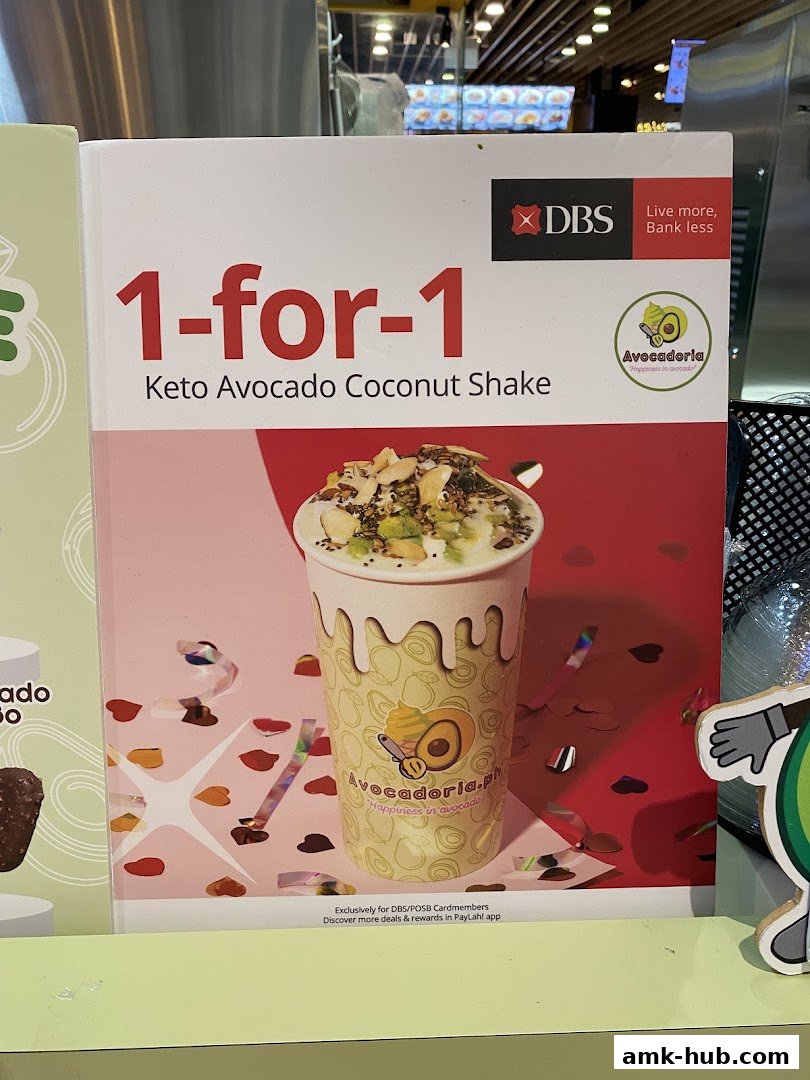 DBS
Live more,
Bank less
1-for-1
Keto Avocado Coconut Shake
Avocadoria
"Happiness in avocado"
Avocadoria.ph
"Happiness in avocado"
Exclusively for DBS/POSB Cardmembers
Discover more deals & rewards in PayLah! app
amk-hub.com